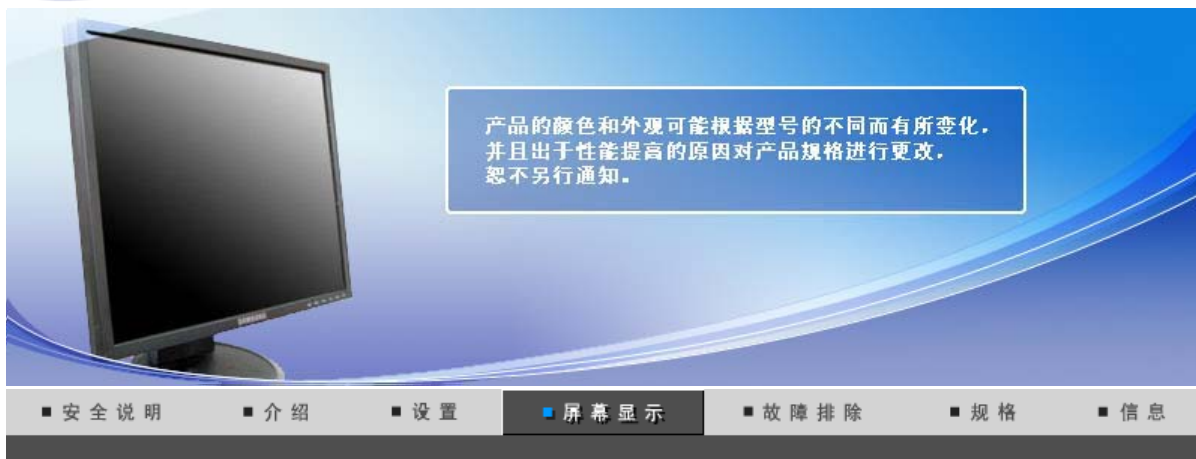 产品的颜色和外观可能根据型号的不同而有所变化，
并且出于性能提高的原因对产品规格进行更改，
恕不另行通知。
SAMSUNG
安全说明
介绍
设置
屏幕显示
故障排除
规格
信息